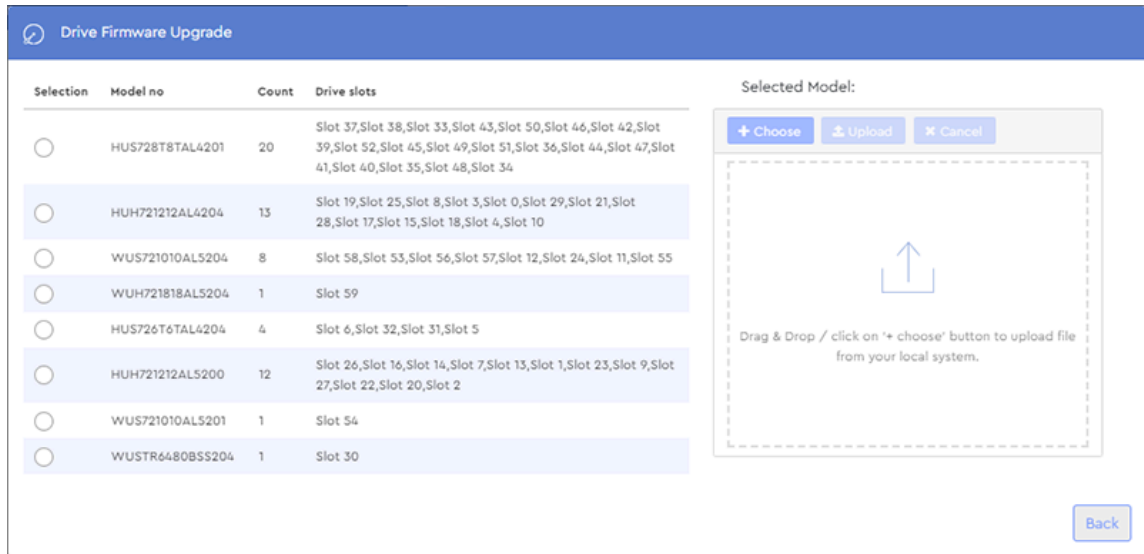 Drive Firmware Upgrade
Selection Model no Count Drive slots
Slot 37,Slot 38,Slot 33,Slot 43,Slot 50,Slot 46,Slot 42,Slot
HUS728T8TAL4201 20 39,Slot 52,Slot 45,Slot 49,Slot 51,Slot 36,Slot 44,Slot 47,Slot
41,Slot 40,Slot 35,Slot 48,Slot 34
Slot 19,Slot 25,Slot 8,Slot 3,Slot 0,Slot 29,Slot 21,Slot
HUH721212AL4204 13
28,Slot 17,Slot 15,Slot 18,Slot 4,Slot 10
WUS721010AL5204 8 Slot 58,Slot 53,Slot 56,Slot 57,Slot 12,Slot 24,Slot 11,Slot 55
WUH721818AL5204 1 Slot 59
HUS726T6TAL4204 4 Slot 6,Slot 32,Slot 31,Slot 5
Slot 26,Slot 16,Slot 14,Slot 7,Slot 13,Slot 1,Slot 23,Slot 9,Slot
HUH721212AL5200 12
27,Slot 22,Slot 20,Slot 2
WUS721010AL5201 1 Slot 54
WUSTR6480BSS204 1 Slot 30
Selected Model:
+ Choose Upload × Cancel
Drag & Drop / click on '+ choose' button to upload file
from your local system.
Back